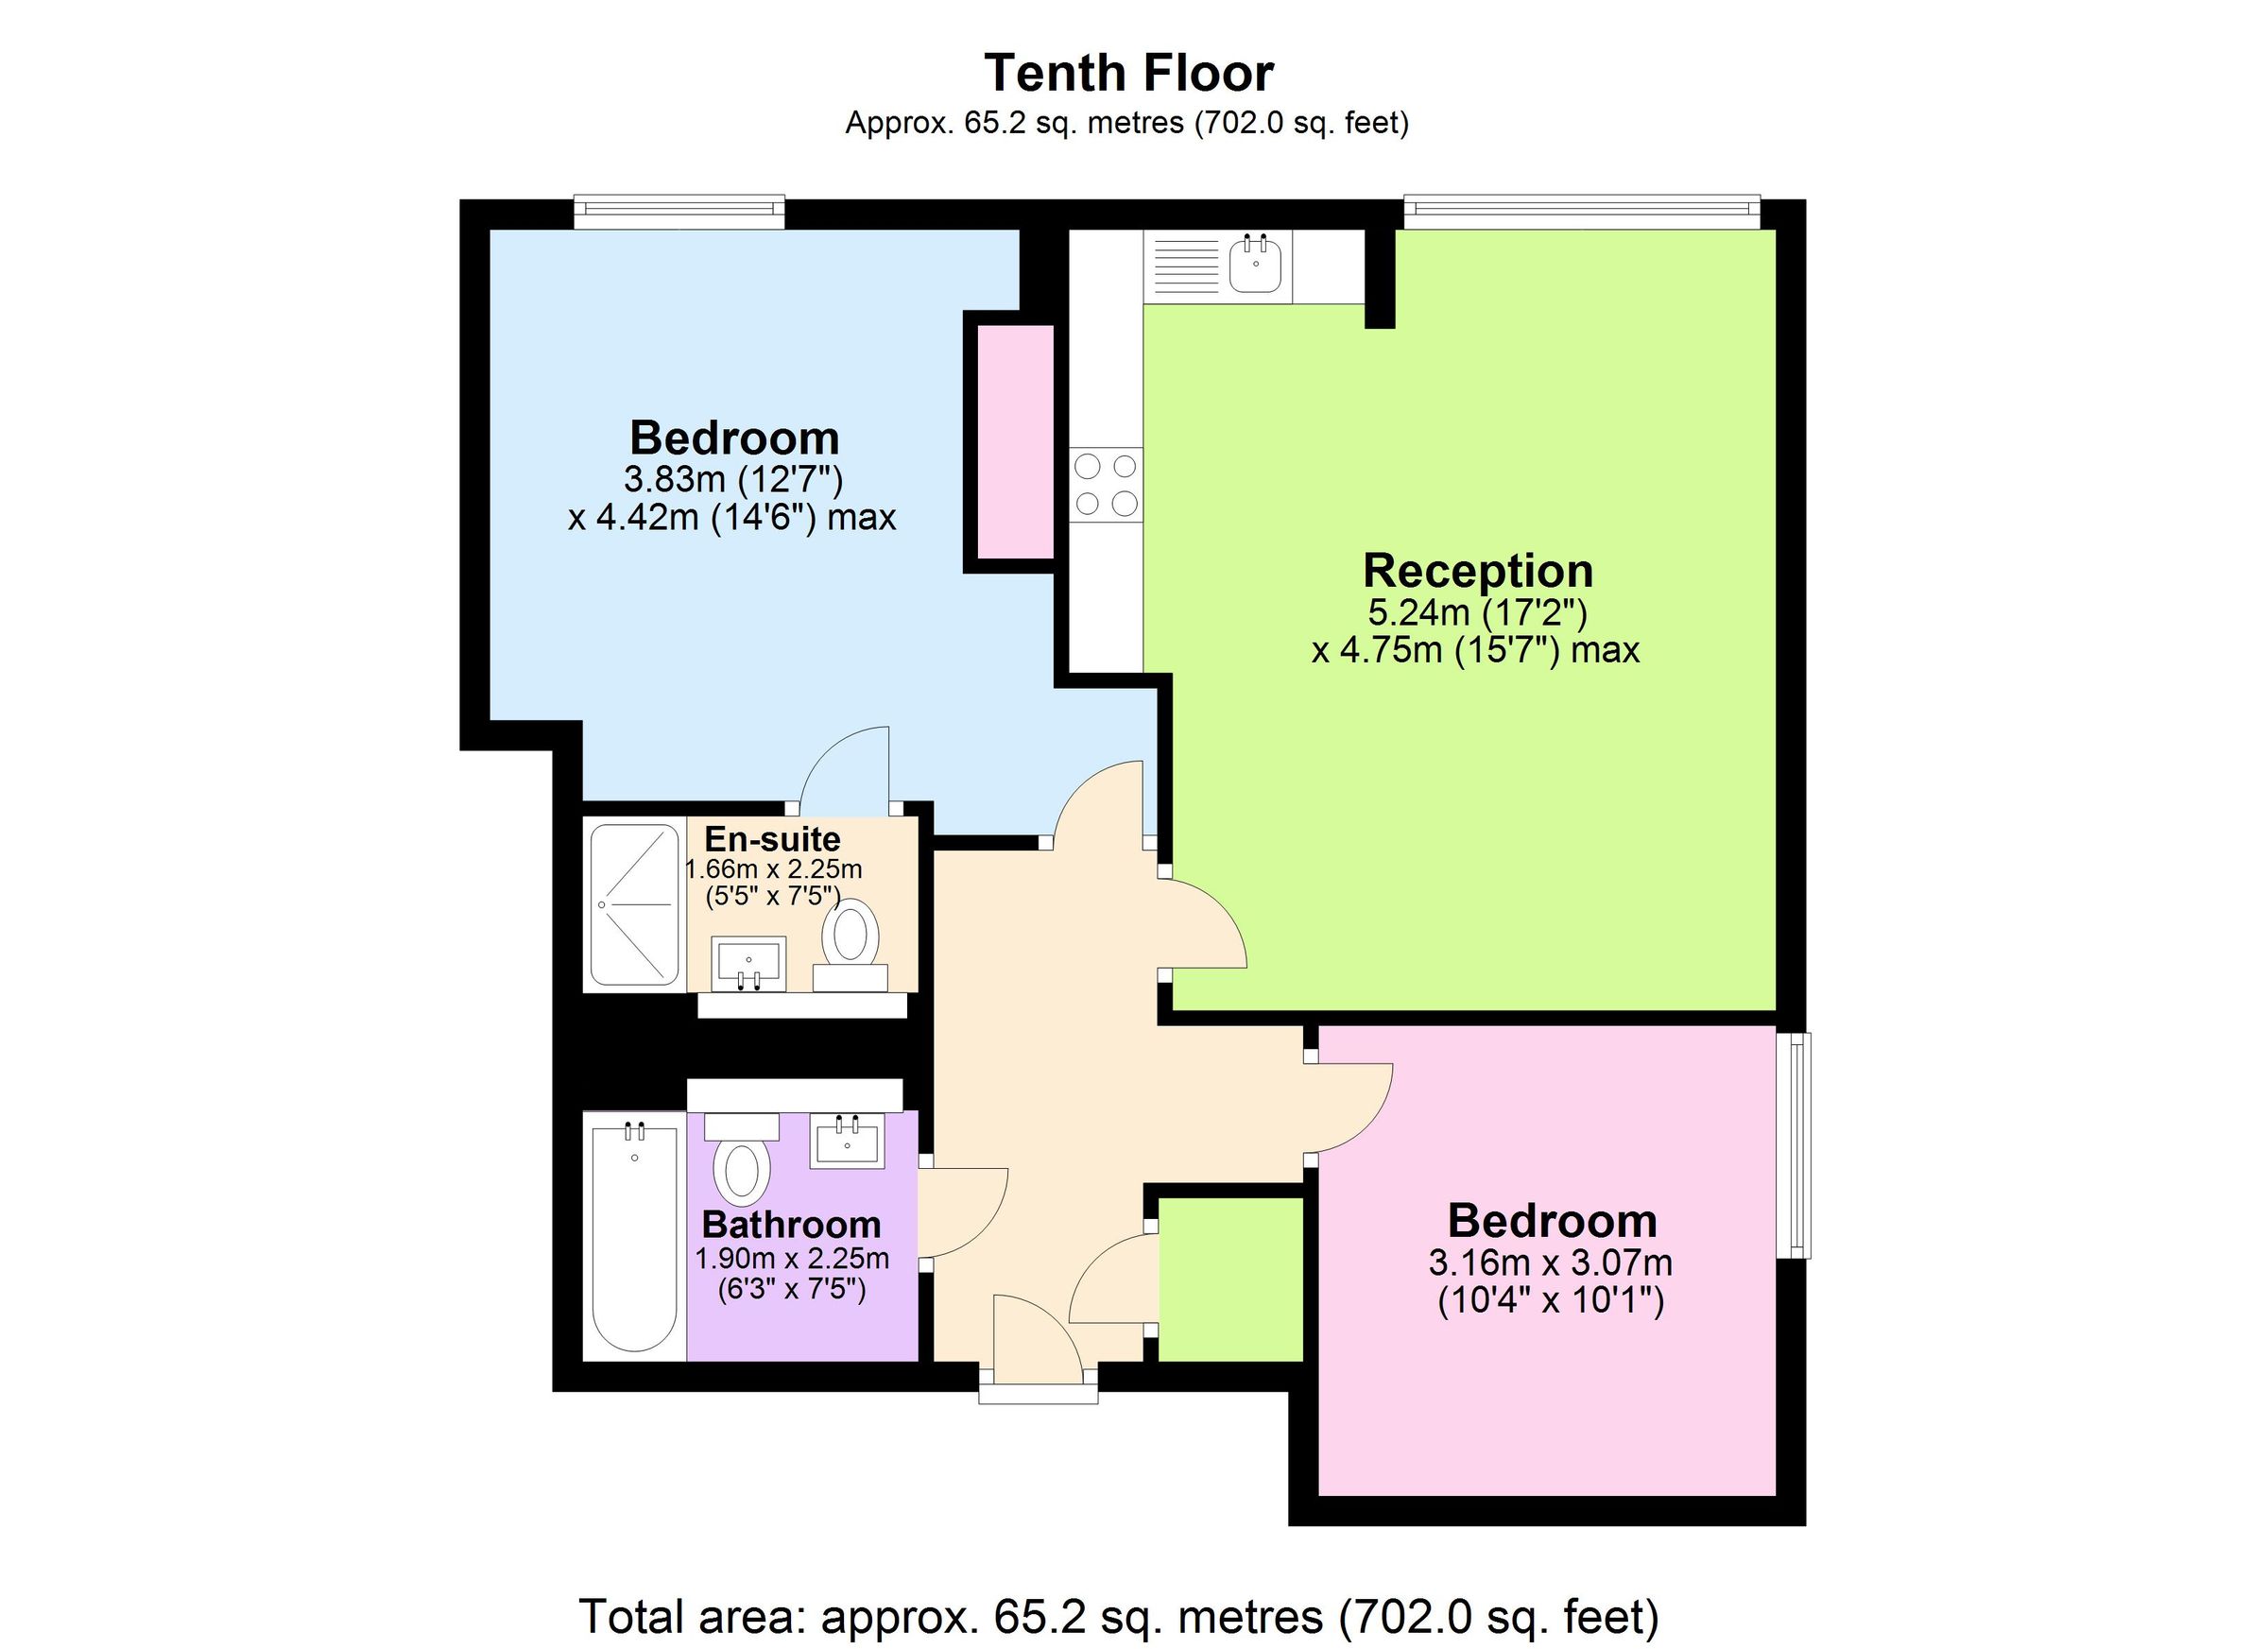 Tenth Floor
Approx. 65.2 sq. metres (702.0 sq. feet)
Bedroom
3.83m (12'7")
x 4.42m (14'6") max
Reception
5.24m (17'2")
x 4.75m (15'7") max
En-suite
1.66m x 2.25m
(5'5" x 7'5")
Bathroom
1.90m x 2.25m
(6'3" x 7'5")
Bedroom
3.16m x 3.07m
(10'4" x 10'1")
Total area: approx. 65.2 sq. metres (702.0 sq. feet)